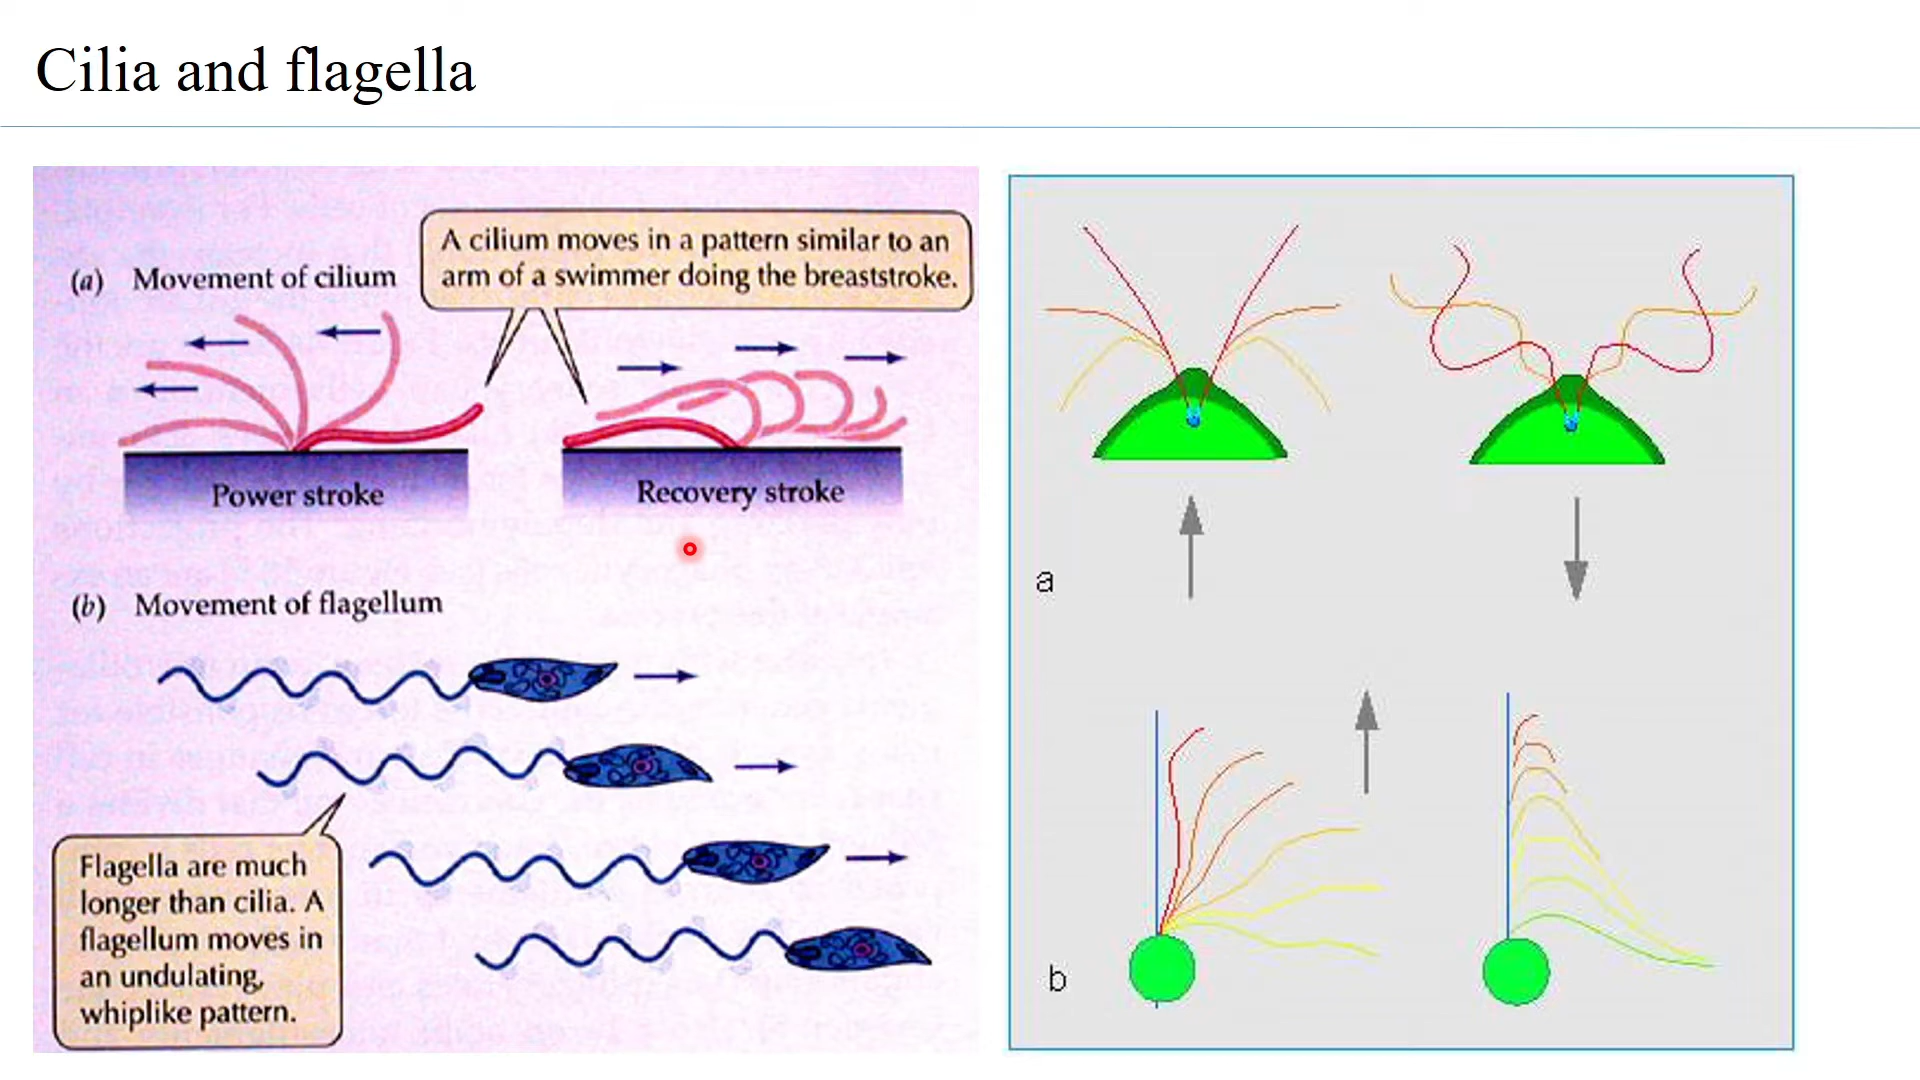 Cilia and flagella
(a) Movement of cilium
A cilium moves in a pattern similar to an
arm of a swimmer doing the breaststroke.
Power stroke
Recovery stroke
(b) Movement of flagellum
Flagella are much
longer than cilia. A
flagellum moves in
an undulating,
whiplike pattern.
a
b